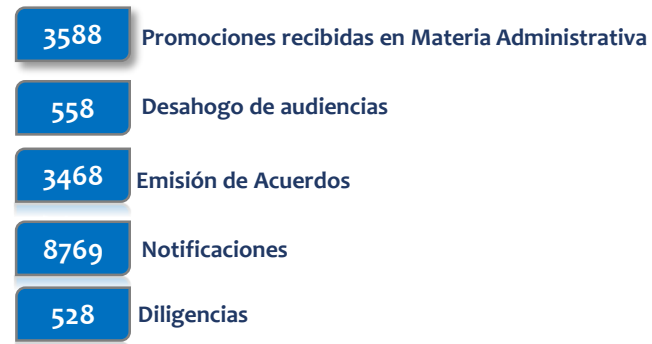 3588 Promociones recibidas en Materia Administrativa
558 Desahogo de audiencias
3468 Emisión de Acuerdos
8769 Notificaciones
528 Diligencias